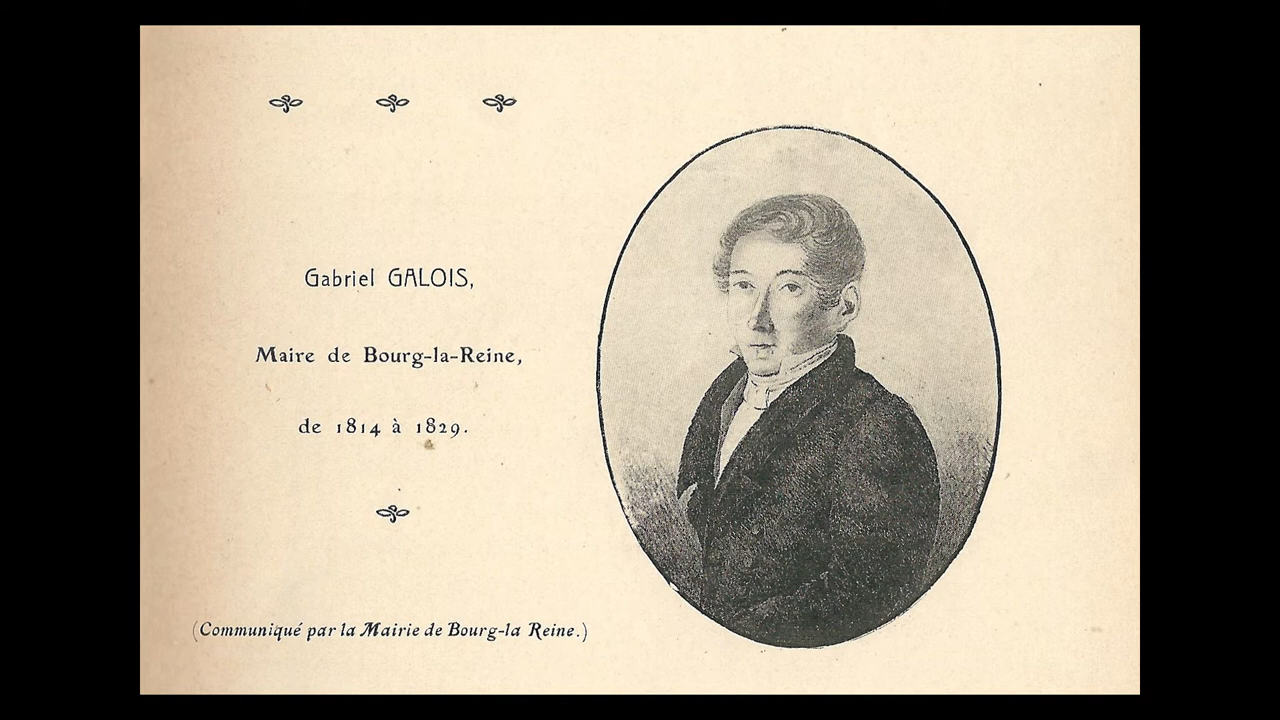 Gabriel GALOIS,
Maire de Bourg-la-Reine,
de 1814 à 1829.
(Communiqué par la Mairie de Bourg-la Reine.)